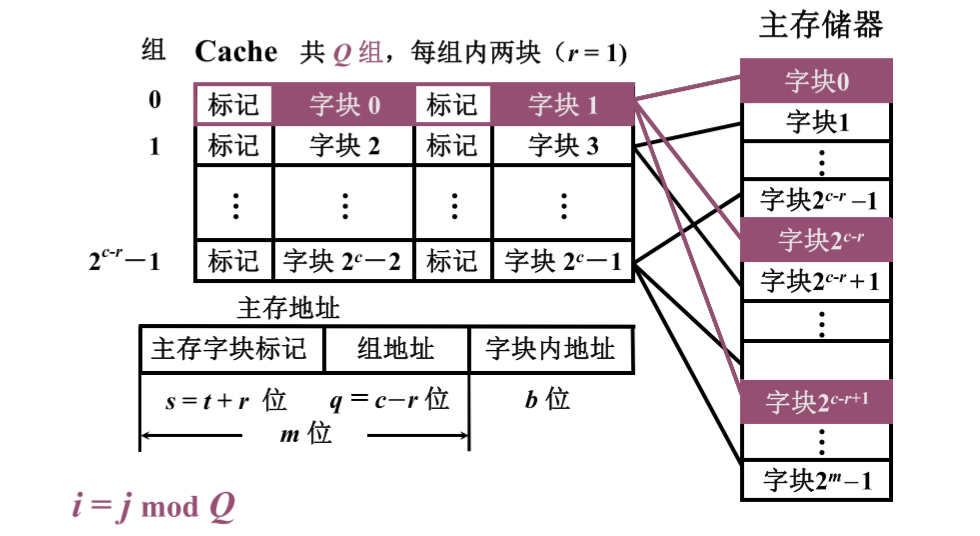 组 Cache 共 Q 组，每组内两块（r = 1)
0 标记 字块 0 标记 字块 1
1 标记 字块 2 标记 字块 3
⋮ ⋮ ⋮ ⋮
2^c-r－1 标记 字块 2^c－2 标记 字块 2^c－1
主存地址
主存字块标记 组地址 字块内地址
s = t + r 位 q = c－r 位 b 位
m 位
i = j mod Q
主存储器
字块0
字块1
⋮
字块2^c-r –1
字块2^c-r
字块2^c-r + 1
⋮
字块2^c-r+1
⋮
字块2^m–1